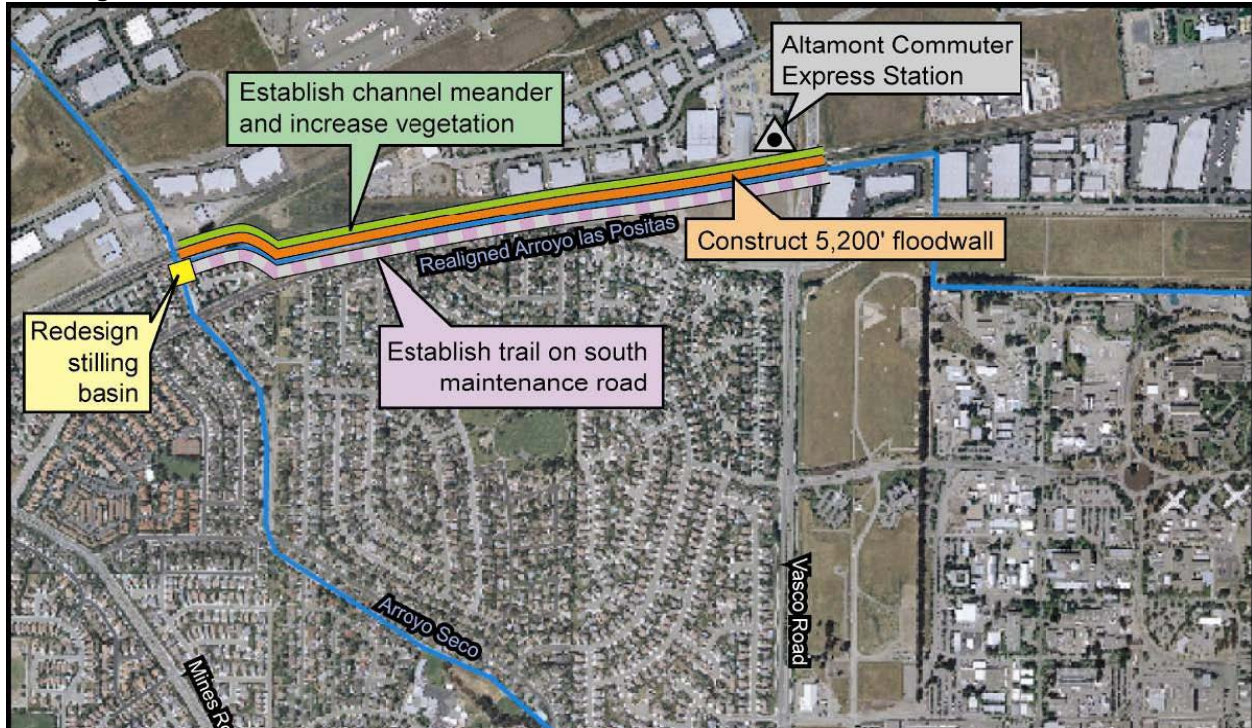 Altamont Commuter
Express Station
Establish channel meander
and increase vegetation
Realigned Arroyo las Positas
Construct 5,200' floodwall
Redesign
stilling
basin
Establish trail on south
maintenance road
Vasco Road
Arroyo Seco
Mines